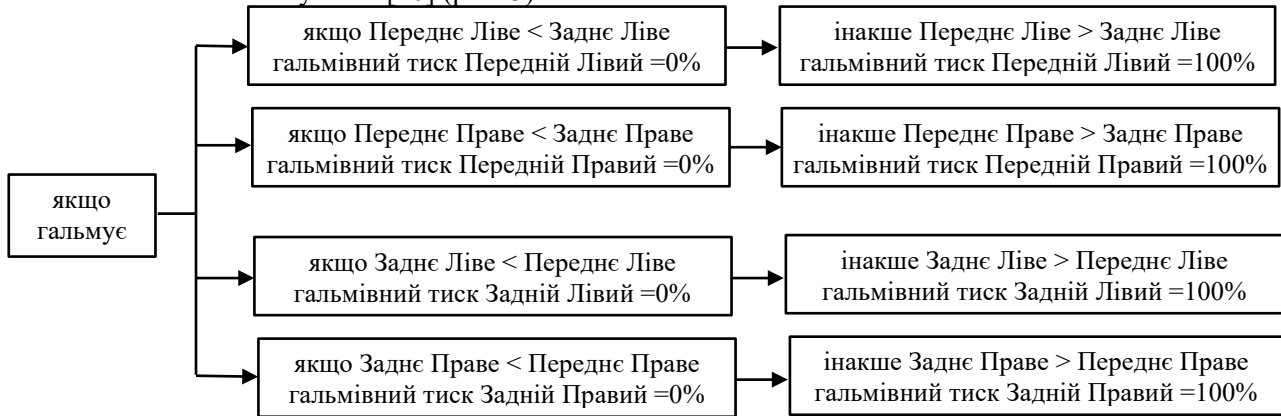 якщо Переднє Ліве < Заднє Ліве
гальмівний тиск Передній Лівий =0%
інакше Переднє Ліве > Заднє Ліве
гальмівний тиск Передній Лівий =100%
якщо Переднє Праве < Заднє Праве
гальмівний тиск Передній Правий =0%
інакше Переднє Праве > Заднє Праве
гальмівний тиск Передній Правий =100%
якщо
гальмує
якщо Заднє Ліве < Переднє Ліве
гальмівний тиск Задній Лівий =0%
інакше Заднє Ліве > Переднє Ліве
гальмівний тиск Задній Лівий =100%
якщо Заднє Праве < Переднє Праве
гальмівний тиск Задній Правий =0%
інакше Заднє Праве > Переднє Праве
гальмівний тиск Задній Правий =100%